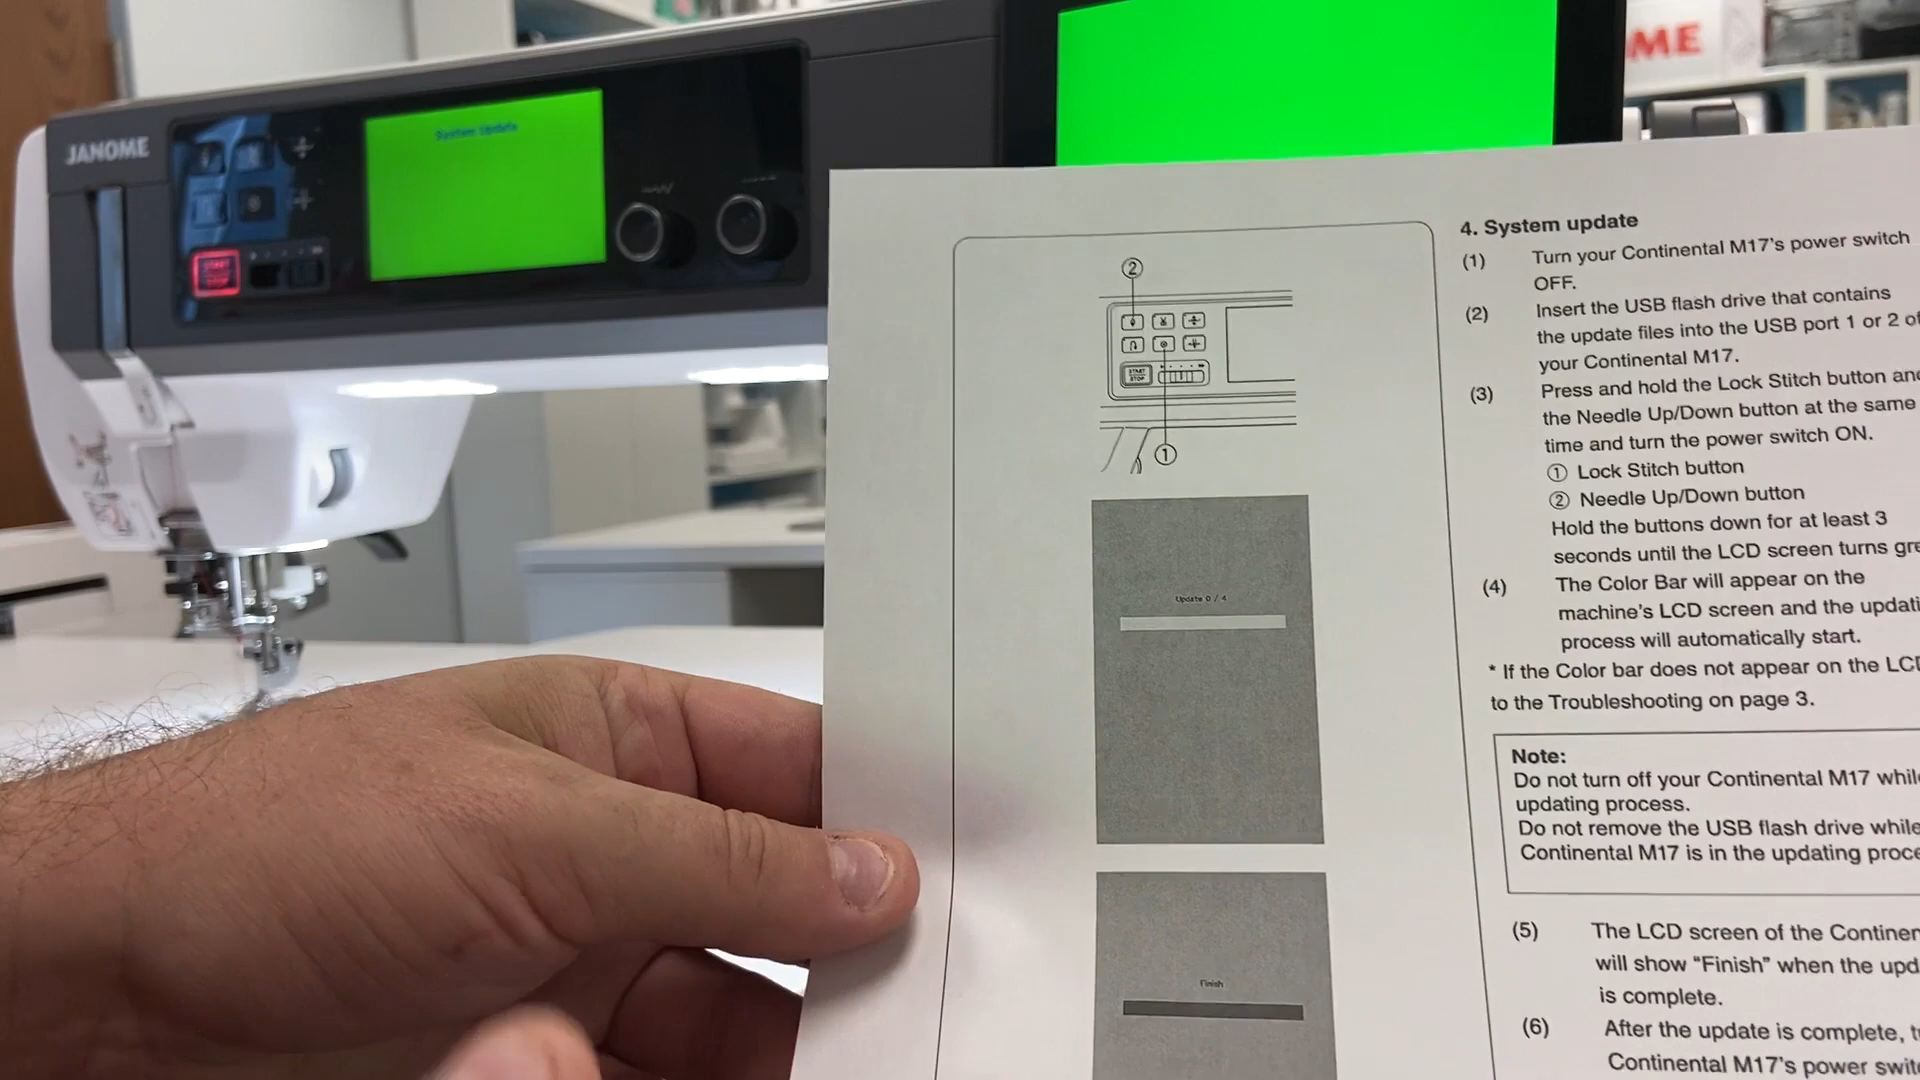 JANOME
System Update
START
STOP
ME
4. System update
(1) Turn your Continental M17's power switch
OFF.
(2) Insert the USB flash drive that contains
the update files into the USB port 1 or 2 of
your Continental M17.
(3) Press and hold the Lock Stitch button and
the Needle Up/Down button at the same
time and turn the power switch ON.
① Lock Stitch button
② Needle Up/Down button
Hold the buttons down for at least 3
seconds until the LCD screen turns gre
(4) The Color Bar will appear on the
machine's LCD screen and the updati
process will automatically start.
* If the Color bar does not appear on the LCD
to the Troubleshooting on page 3.
Note:
Do not turn off your Continental M17 while
updating process.
Do not remove the USB flash drive while
Continental M17 is in the updating proce
(5) The LCD screen of the Continen
will show "Finish" when the upd
is complete.
(6) After the update is complete, t
Continental M17's power swit
②
START
STOP
①
Update 0 / 4
Finish